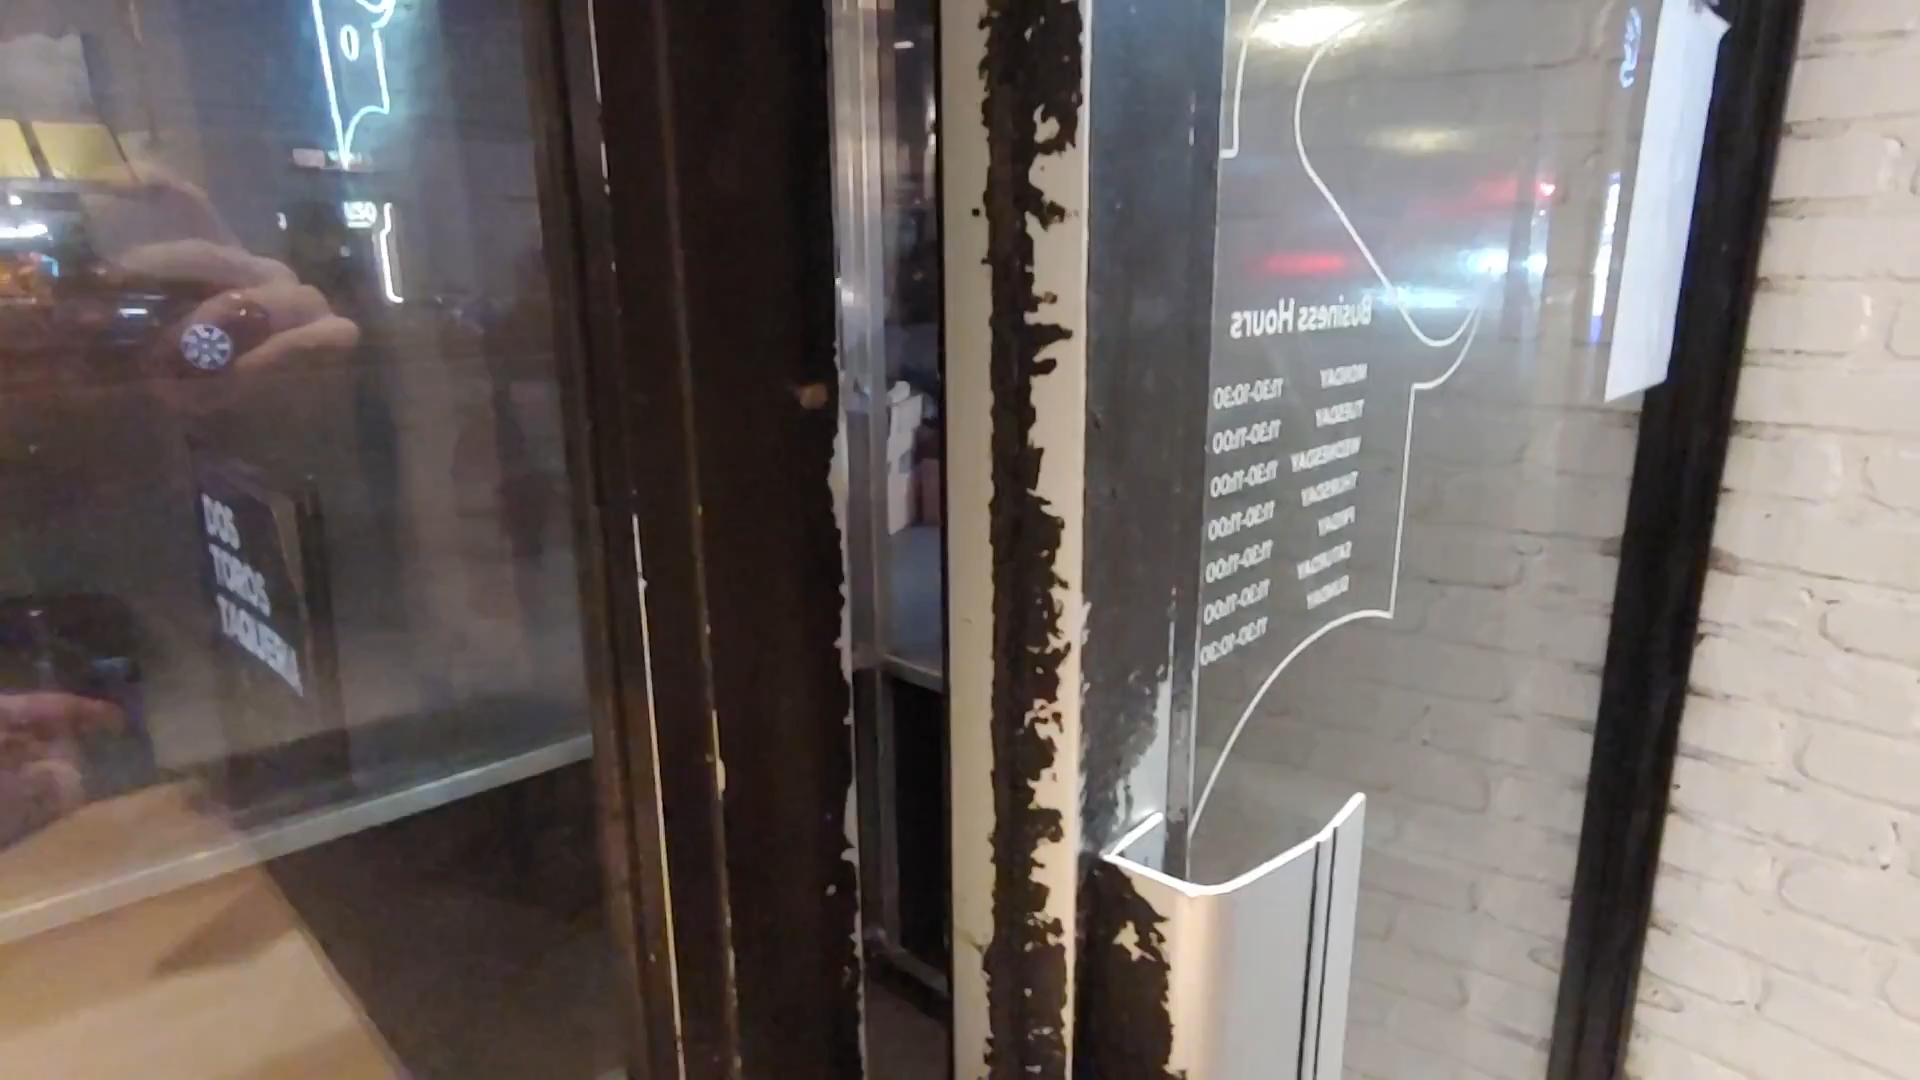 DOS
TOROS
TAQUERIA
Business Hours
MONDAY 11:30-10:30
TUESDAY 11:30-11:00
WEDNESDAY 11:30-11:00
THURSDAY 11:30-11:00
FRIDAY 11:30-11:00
SATURDAY 11:30-11:00
SUNDAY 11:30-10:30